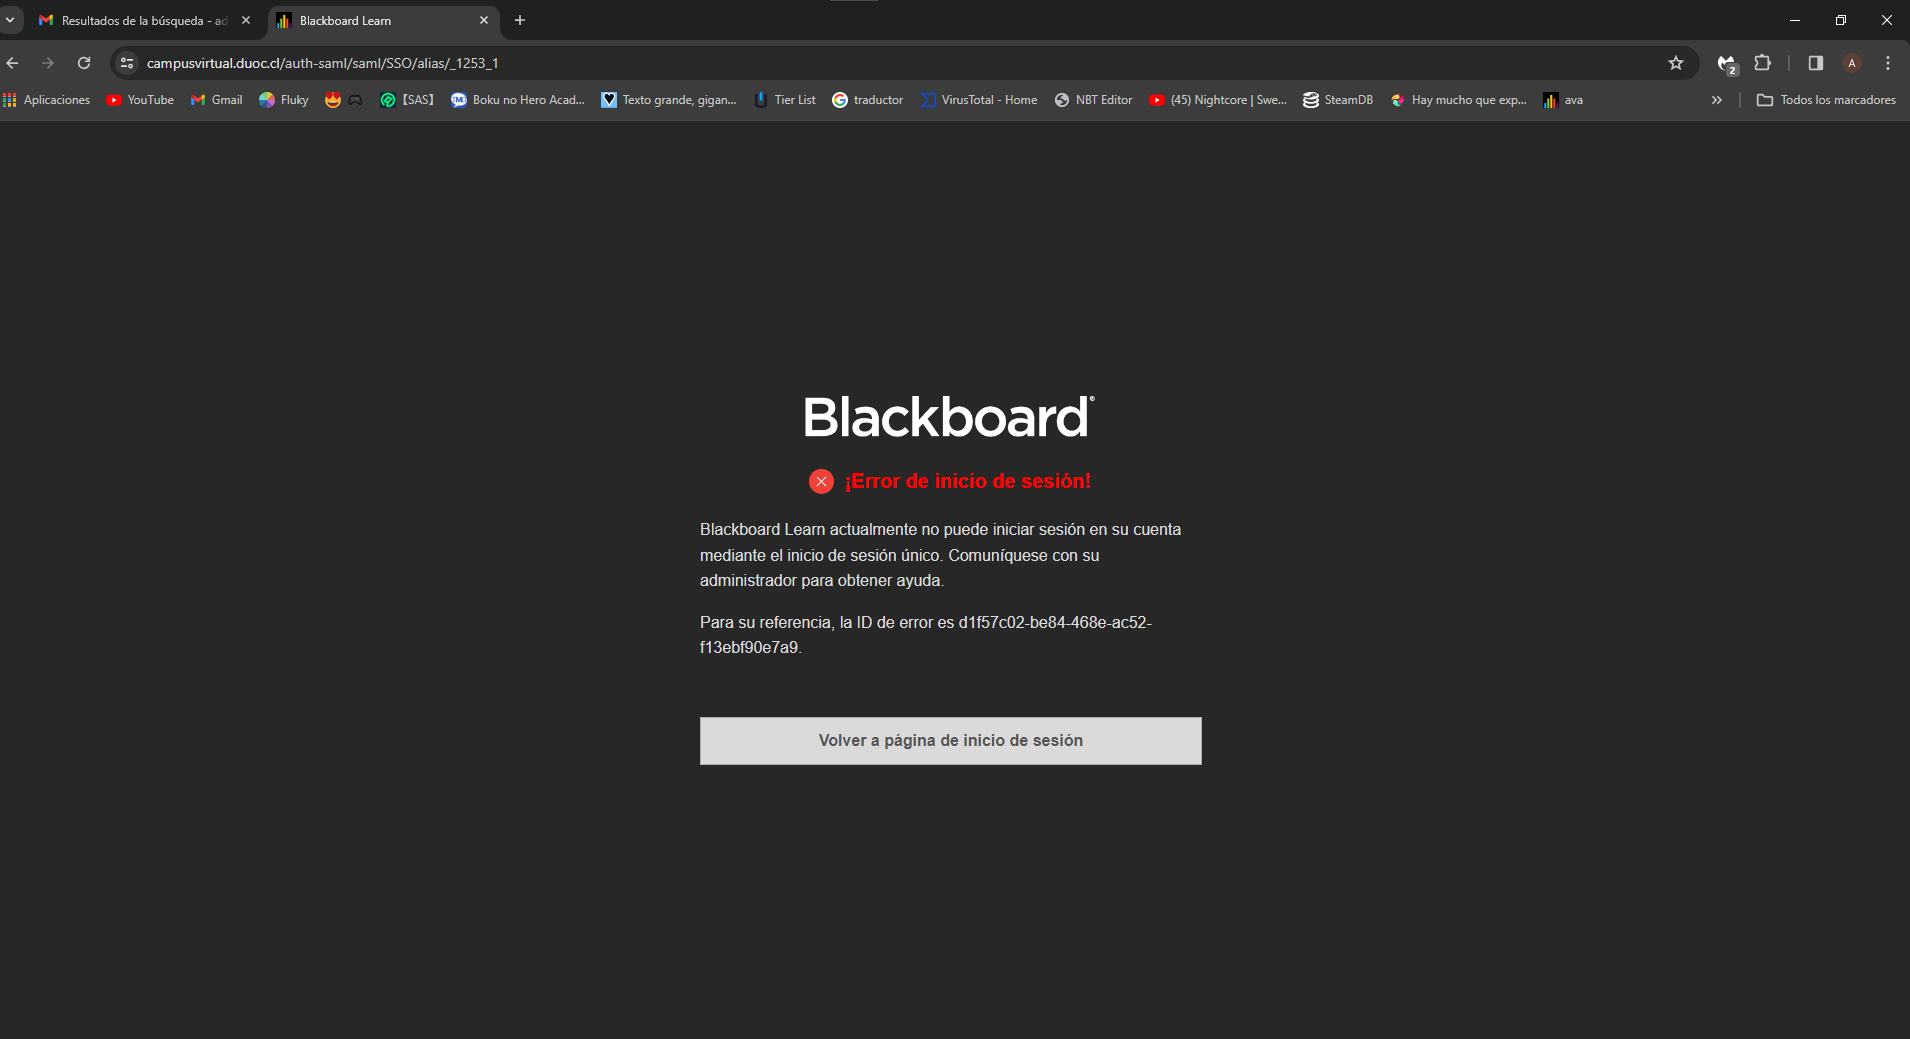 Resultados de la búsqueda - ad
Blackboard Learn
campusvirtual.duoc.cl/auth-saml/saml/SSO/alias/_1253_1
2
A
Aplicaciones
YouTube
Gmail
Fluky
【SAS】
Boku no Hero Acad...
Texto grande, gigan...
Tier List
traductor
VirusTotal - Home
NBT Editor
(45) Nightcore | Swe...
SteamDB
Hay mucho que exp...
ava
Todos los marcadores
Blackboard®
¡Error de inicio de sesión!
Blackboard Learn actualmente no puede iniciar sesión en su cuenta
mediante el inicio de sesión único. Comuníquese con su
administrador para obtener ayuda.
Para su referencia, la ID de error es d1f57c02-be84-468e-ac52-
f13ebf90e7a9.
Volver a página de inicio de sesión